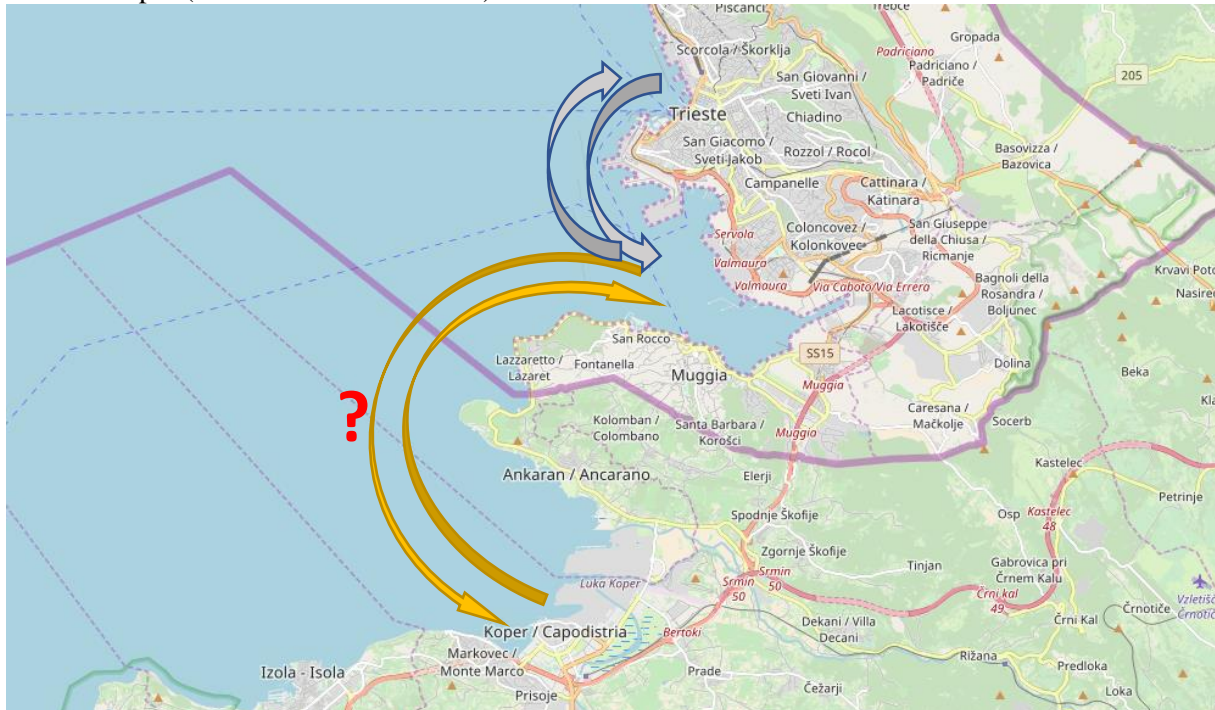 Piscanci
Trebče
Gropada
Scorcola / Škorklja
Padriciano
Padriciano /
Padriče
205
San Giovanni /
Sveti Ivan
Trieste
Chiadino
San Giacomo /
Sveti Jakob
Rozzol / Rocol
Basovizza /
Bazovica
Campanelle
Cattinara /
Katinara
Servola
Coloncovez /
Kolonkovec
San Giuseppe
della Chiusa /
Ricmanje
Valmaura
Valmaura
Via Caboto/Via Errera
Bagnoli della
Rosandra /
Boljunec
Krvavi Poto
Nasirec
Lacotisce /
Lakotišče
San Rocco
SS15
Lazzaretto /
Lazaret
Fontanella
Muggia
Muggia
Dolina
Beka
?
Kolomban /
Colombano
Santa Barbara /
Korošci
Caresana /
Mačkolje
Socerb
Muggia
Kastelec
Ankaran / Ancarano
Elerji
Petrinje
Spodnje Škofije
Osp
Kastelec
48
Zgornje Škofije
Tinjan
Gabrovica pri
Črnem Kalu
Luka Koper
Srmin
50
Srmin
50
Črni kal
49
Vzletišč
Črnotič
Črnotiče
Koper / Capodistria
Bertoki
Dekani / Villa
Decani
Črni Kal
Markovec /
Monte Marco
Izola - Isola
Prade
Rižana
Predloka
Prisoje
Čežarji
Loka